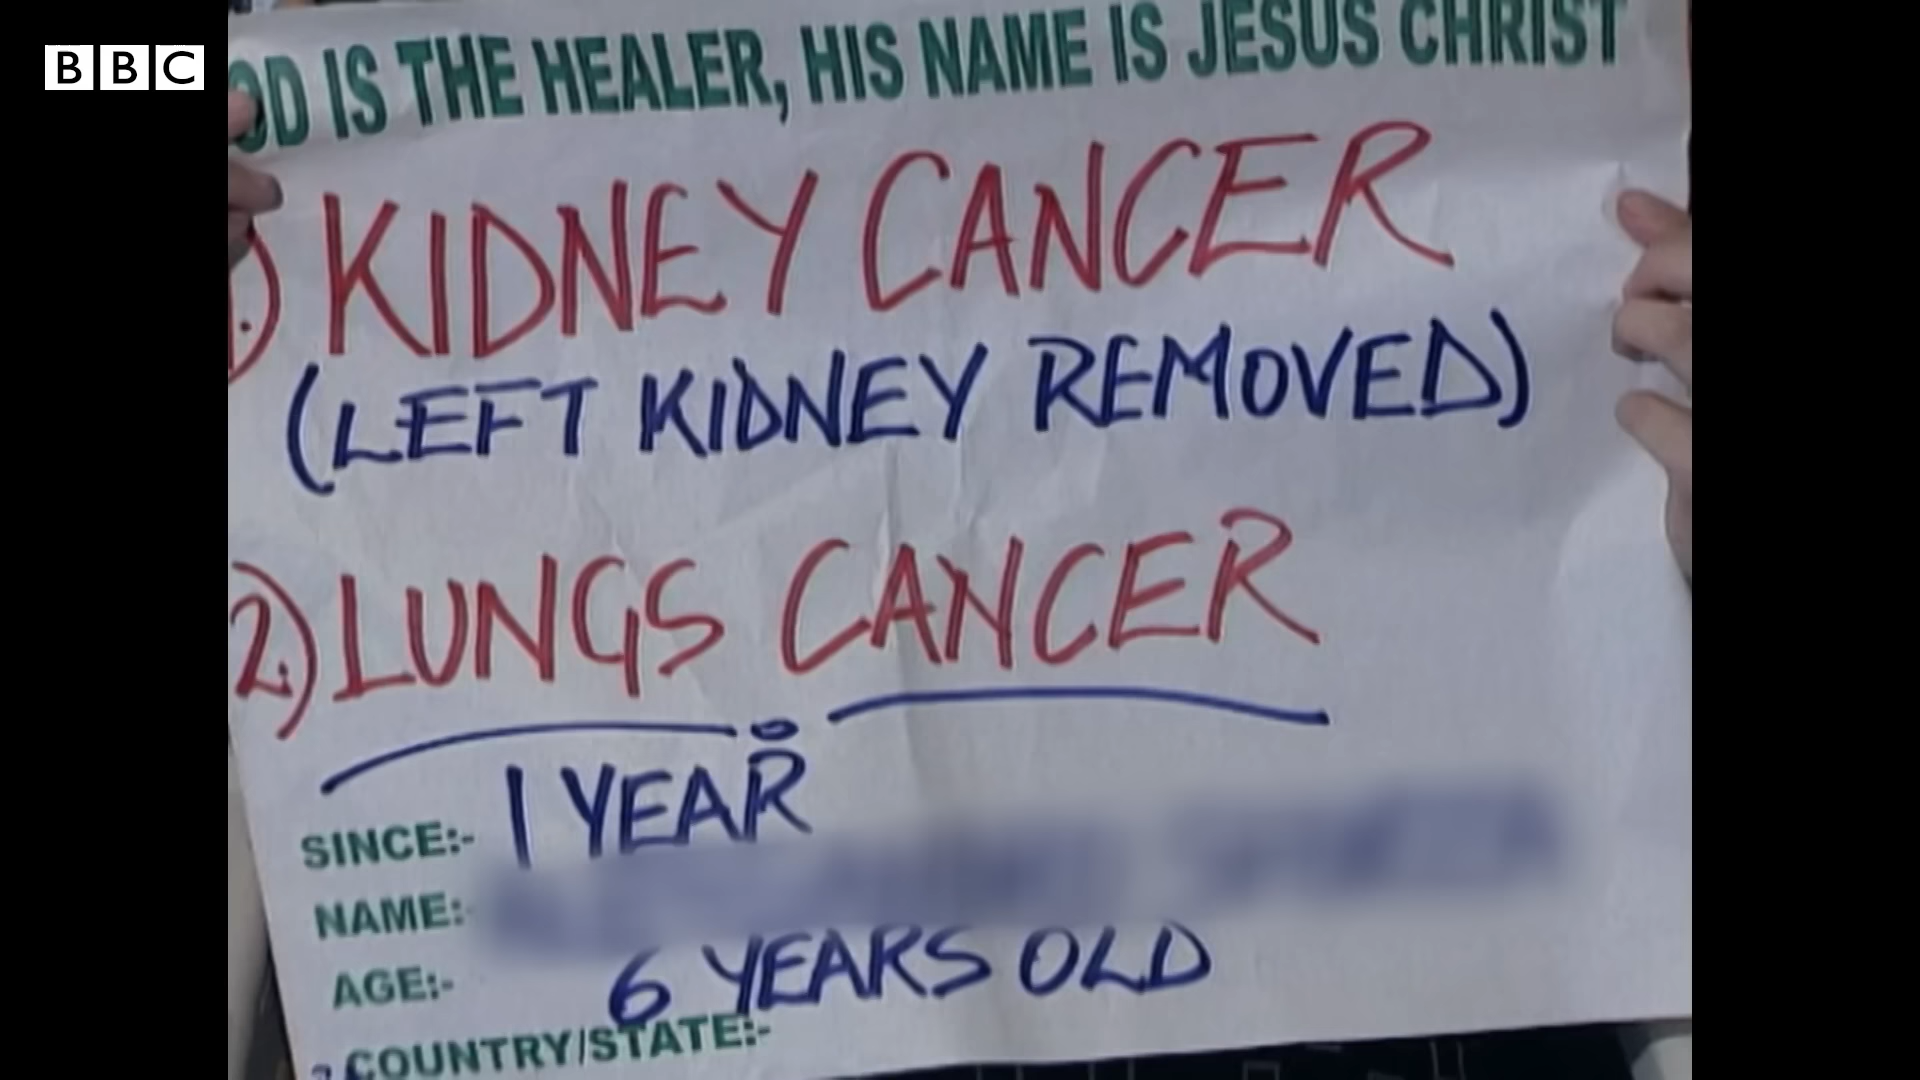 BBC
OD IS THE HEALER, HIS NAME IS JESUS CHRIST
1.) KIDNEY CANCER
(LEFT KIDNEY REMOVED)
2.) LUNGS CANCER
SINCE:- 1 YEAR
NAME:-
AGE:- 6 YEARS OLD
COUNTRY/STATE:-